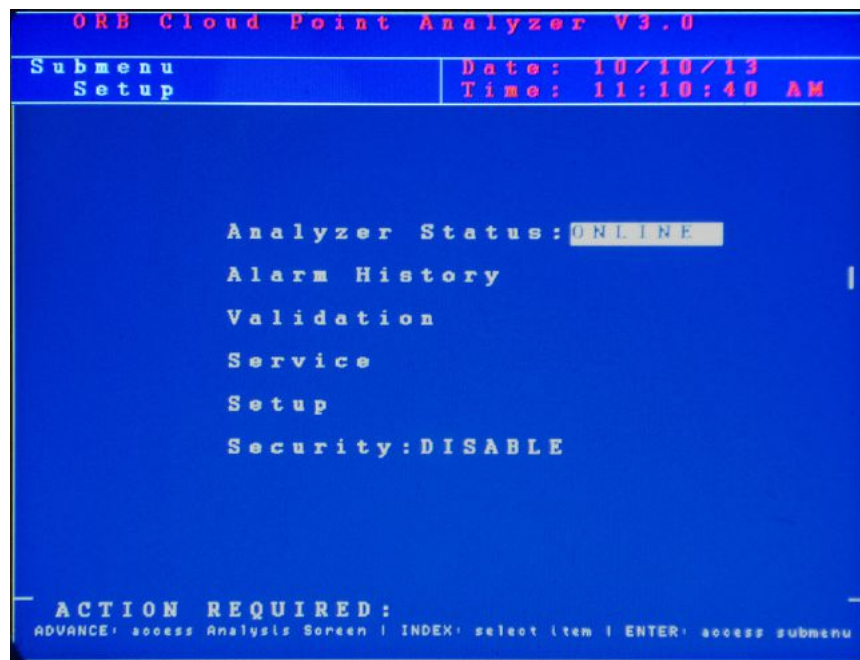 ORB Cloud Point Analyzer V3.0
Submenu
Setup
Date: 10/10/13
Time: 11:10:40 AM
Analyzer Status:ONLINE
Alarm History
Validation
Service
Setup
Security:DISABLE
ACTION REQUIRED:
ADVANCE: access Analysis Screen | INDEX: select item | ENTER: access submenu